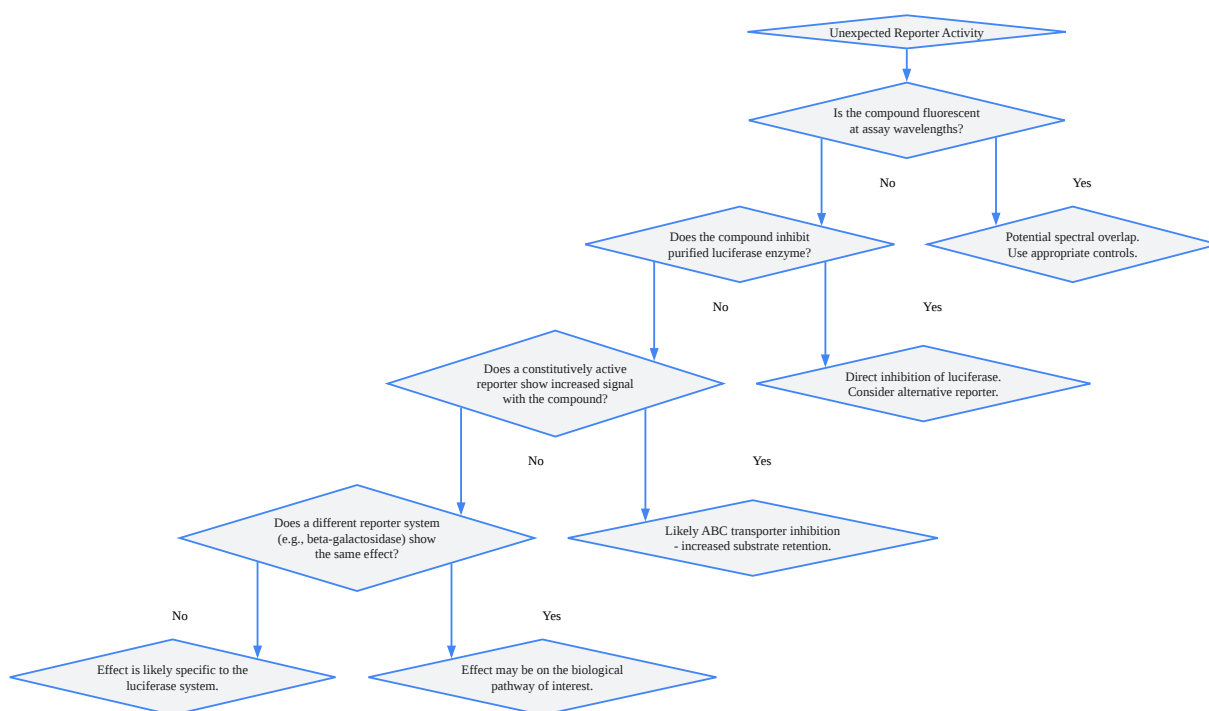 Unexpected Reporter Activity
Is the compound fluorescent
at assay wavelengths?
No
Yes
Does the compound inhibit
purified luciferase enzyme?
Potential spectral overlap.
Use appropriate controls.
No
Yes
Does a constitutively active
reporter show increased signal
with the compound?
Direct inhibition of luciferase.
Consider alternative reporter.
No
Yes
Does a different reporter system
(e.g., beta-galactosidase) show
the same effect?
Likely ABC transporter inhibition
- increased substrate retention.
No
Yes
Effect is likely specific to the
luciferase system.
Effect may be on the biological
pathway of interest.